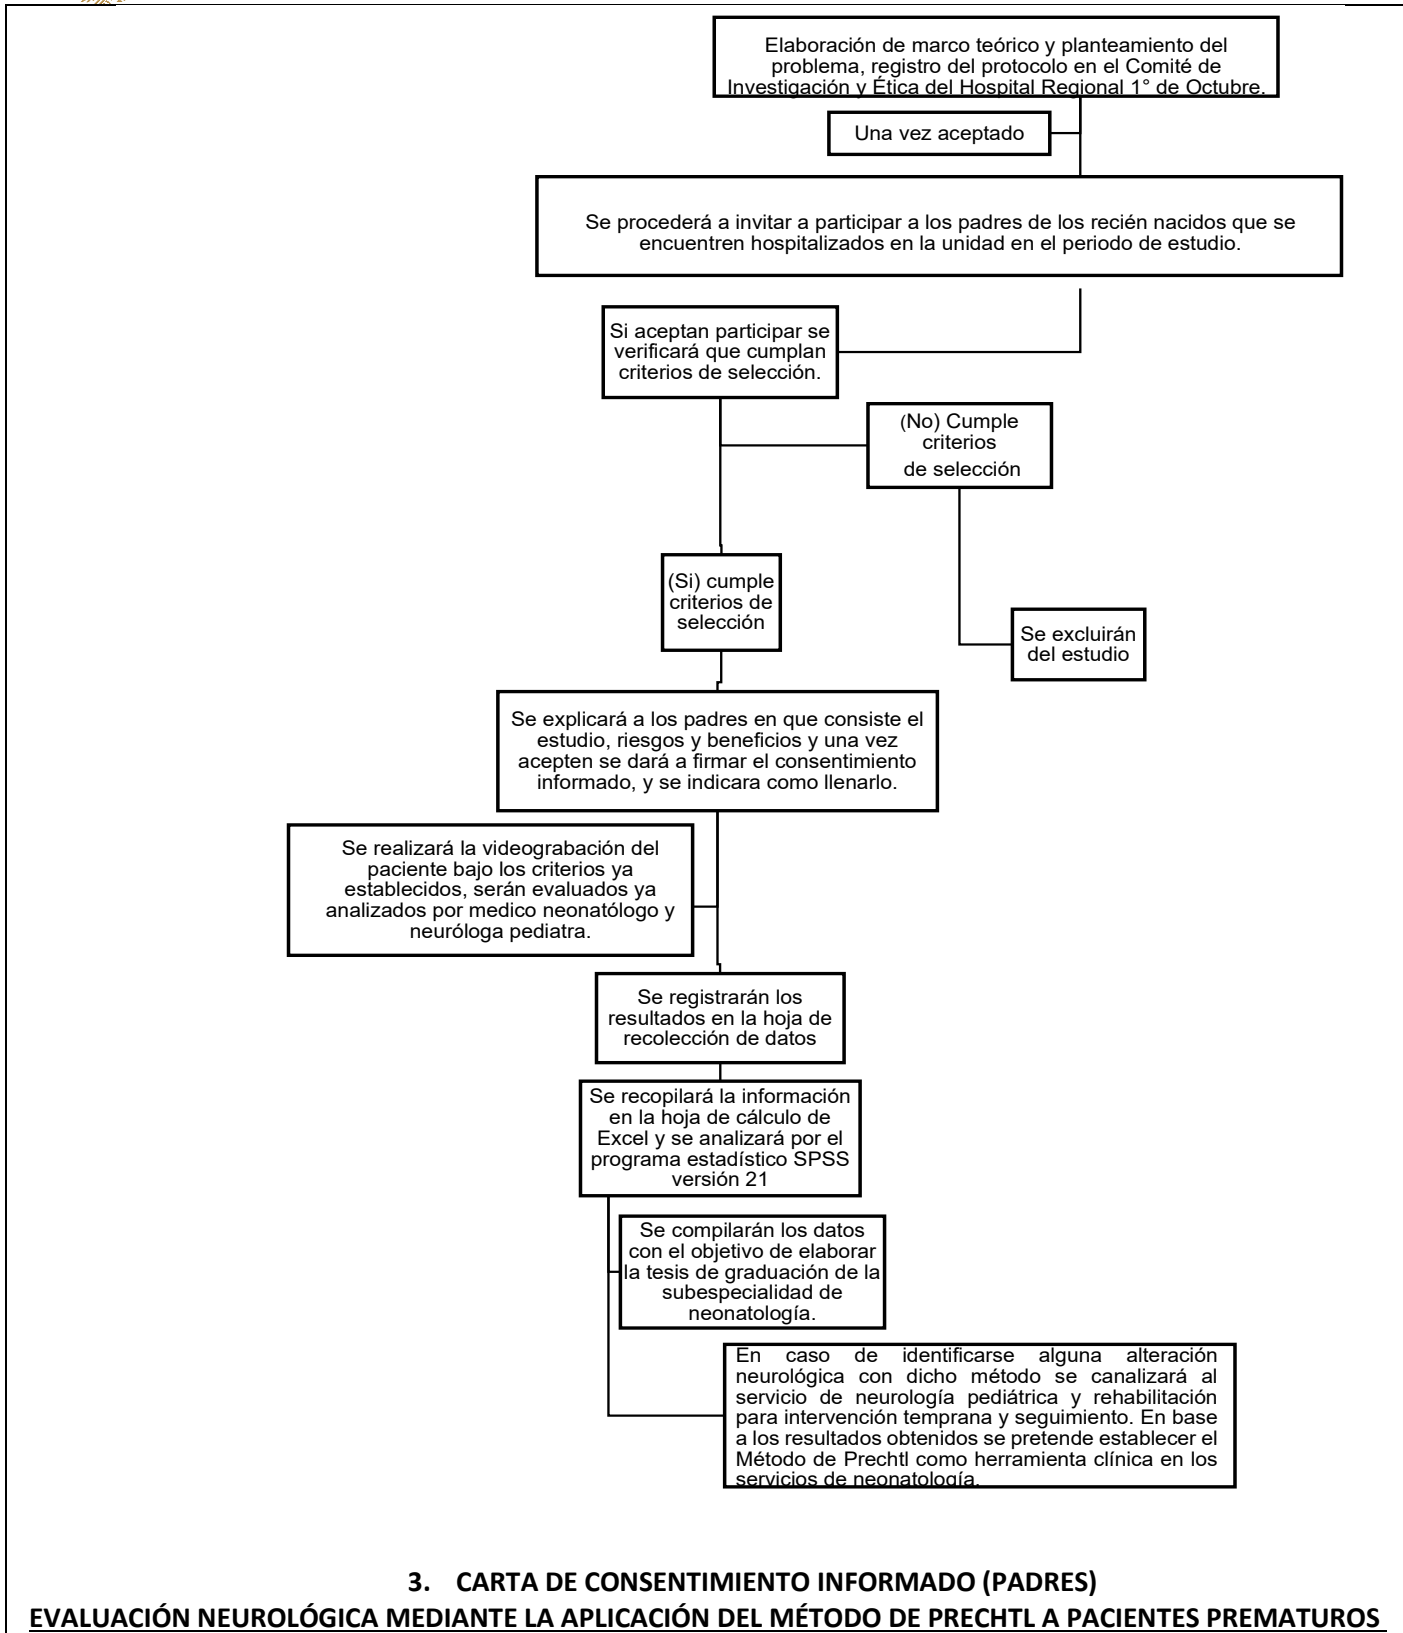 Elaboración de marco teórico y planteamiento del
problema, registro del protocolo en el Comité de
Investigación y Ética del Hospital Regional 1° de Octubre.
Una vez aceptado
Se procederá a invitar a participar a los padres de los recién nacidos que se
encuentren hospitalizados en la unidad en el periodo de estudio.
Si aceptan participar se
verificará que cumplan
criterios de selección.
(No) Cumple
criterios
de selección
(Si) cumple
criterios de
selección
Se excluirán
del estudio
Se explicará a los padres en que consiste el
estudio, riesgos y beneficios y una vez
acepten se dará a firmar el consentimiento
informado, y se indicara como llenarlo.
Se realizará la videograbación del
paciente bajo los criterios ya
establecidos, serán evaluados ya
analizados por medico neonatólogo y
neuróloga pediatra.
Se registrarán los
resultados en la hoja de
recolección de datos
Se recopilará la información
en la hoja de cálculo de
Excel y se analizará por el
programa estadístico SPSS
versión 21
Se compilarán los datos
con el objetivo de elaborar
la tesis de graduación de la
subespecialidad de
neonatología.
En caso de identificarse alguna alteración
neurológica con dicho método se canalizará al
servicio de neurología pediátrica y rehabilitación
para intervención temprana y seguimiento. En base
a los resultados obtenidos se pretende establecer el
Método de Prechtl como herramienta clínica en los
servicios de neonatología.
3. CARTA DE CONSENTIMIENTO INFORMADO (PADRES)
EVALUACIÓN NEUROLÓGICA MEDIANTE LA APLICACIÓN DEL MÉTODO DE PRECHTL A PACIENTES PREMATUROS